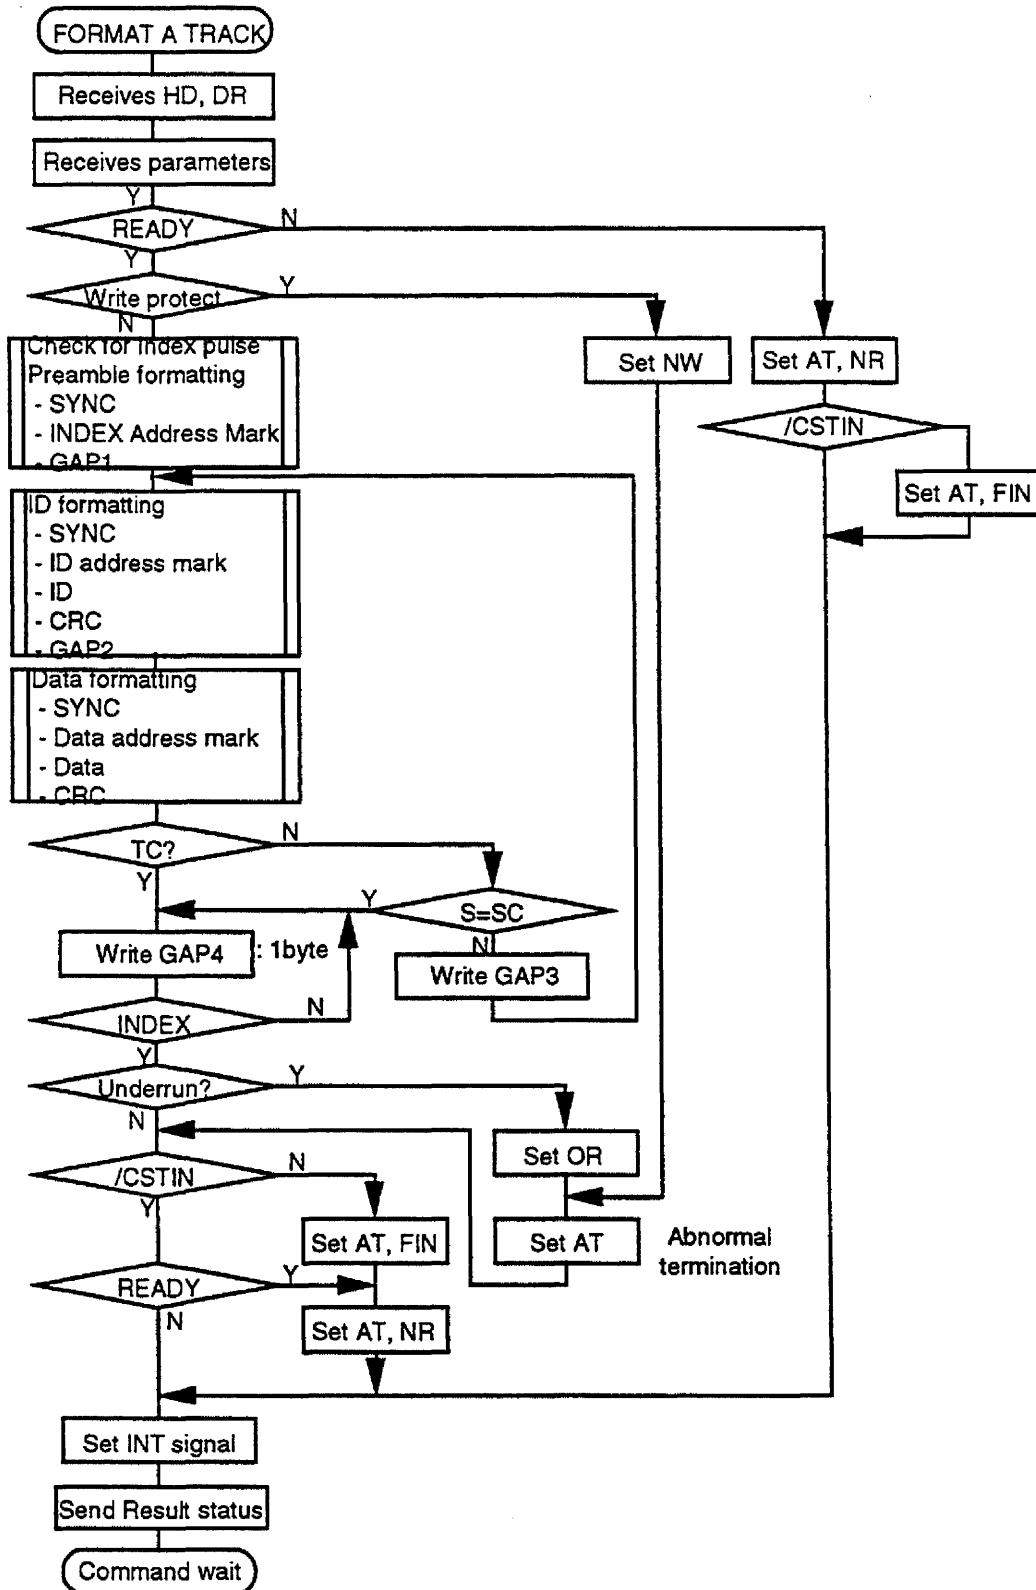 FORMAT A TRACK
Receives HD, DR
Receives parameters
Y
READY
N
Y
Write protect
Y
N
Check for index pulse
Preamble formatting
- SYNC
- INDEX Address Mark
- GAP1
Set NW
Set AT, NR
/CSTIN
Set AT, FIN
ID formatting
- SYNC
- ID address mark
- ID
- CRC
- GAP2
Data formatting
- SYNC
- Data address mark
- Data
- CRC
TC?
N
Y
Y
S=SC
N
Write GAP4
: 1byte
Write GAP3
INDEX
N
Y
Underrun?
Y
N
Set OR
/CSTIN
N
Y
Set AT, FIN
Set AT
Abnormal
termination
READY
Y
N
Set AT, NR
Set INT signal
Send Result status
Command wait